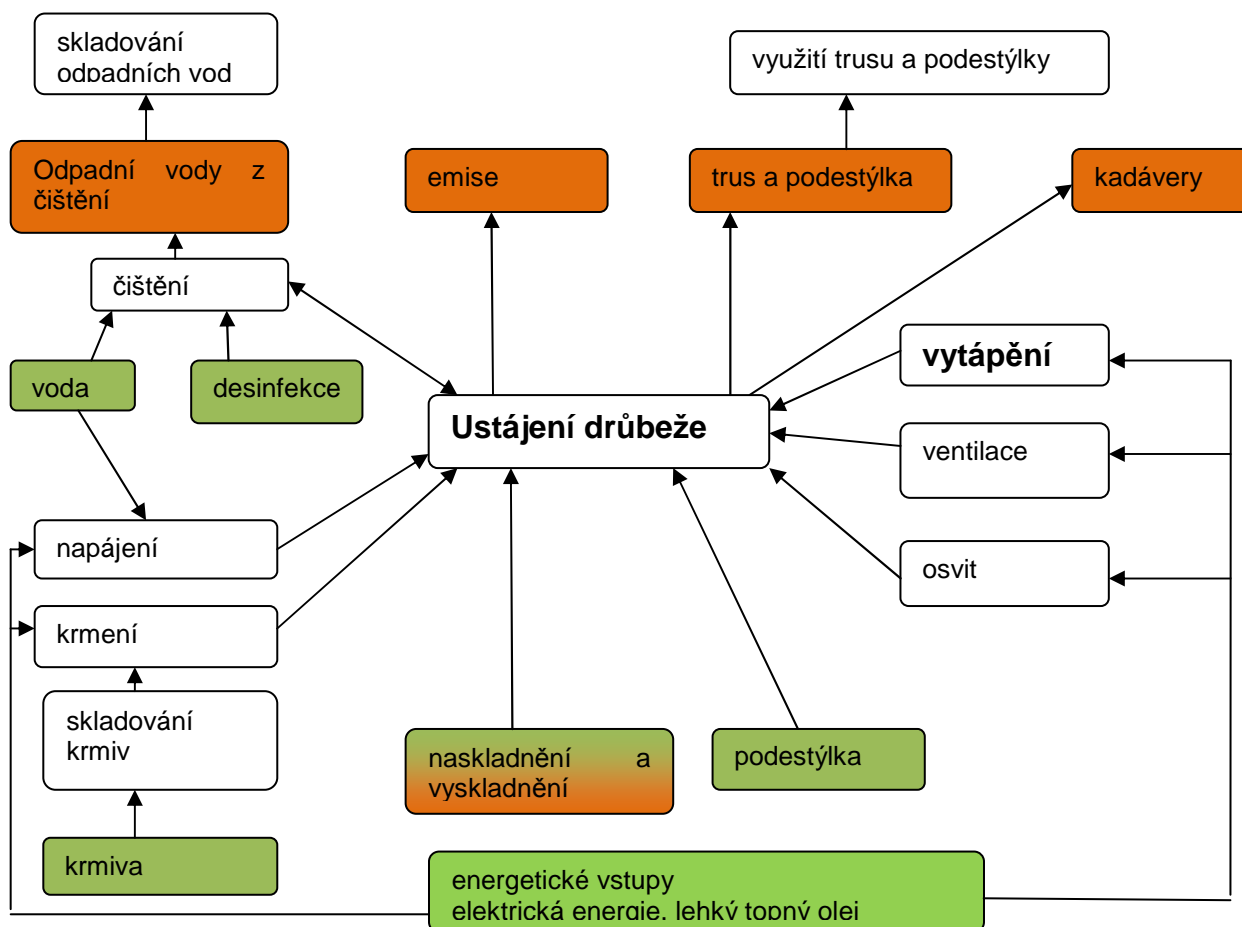 skladování
odpadních vod
využití trusu a podestýlky
Odpadní vody z
čištění
emise
trus a podestýlka
kadávery
čištění
voda
desinfekce
vytápění
Ustájení drůbeže
ventilace
napájení
osvit
krmení
skladování
krmiv
naskladnění a
vyskladnění
podestýlka
krmiva
energetické vstupy
elektrická energie, lehký topný olej